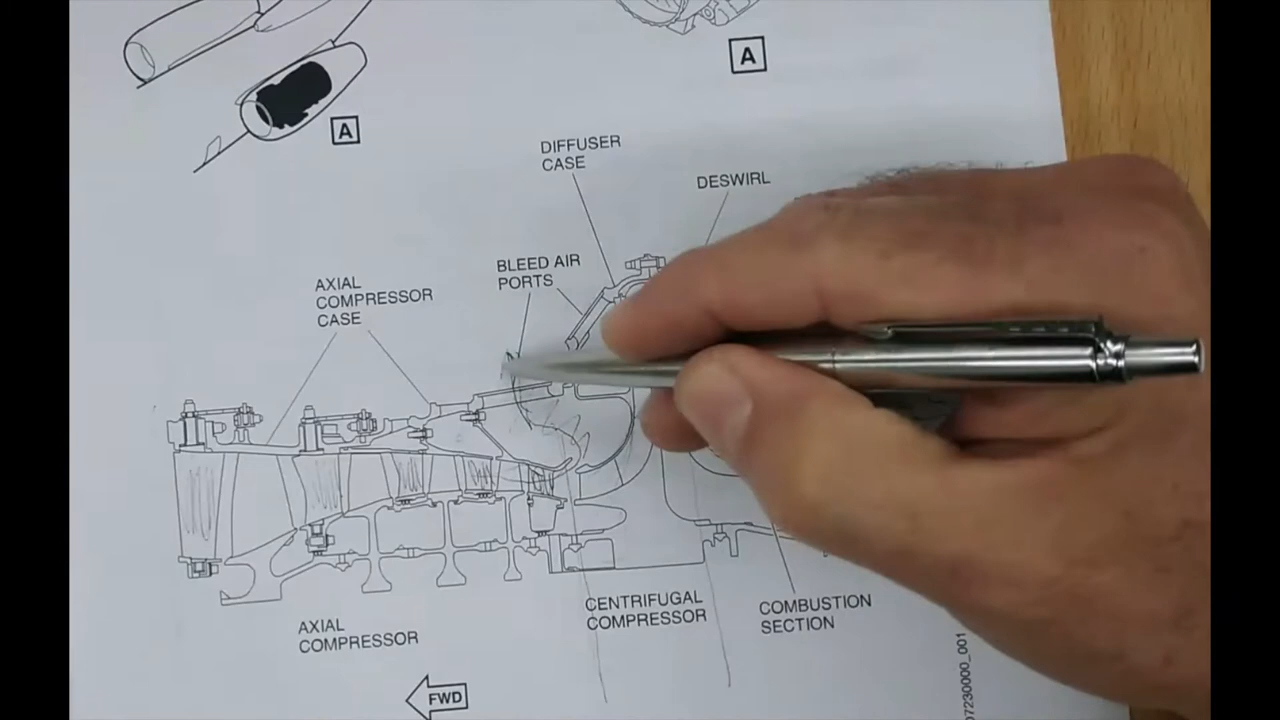 A
A
DIFFUSER
CASE
DESWIRL
BLEED AIR
PORTS
AXIAL
COMPRESSOR
CASE
CENTRIFUGAL
COMPRESSOR
COMBUSTION
SECTION
AXIAL
COMPRESSOR
FWD
07230000_001